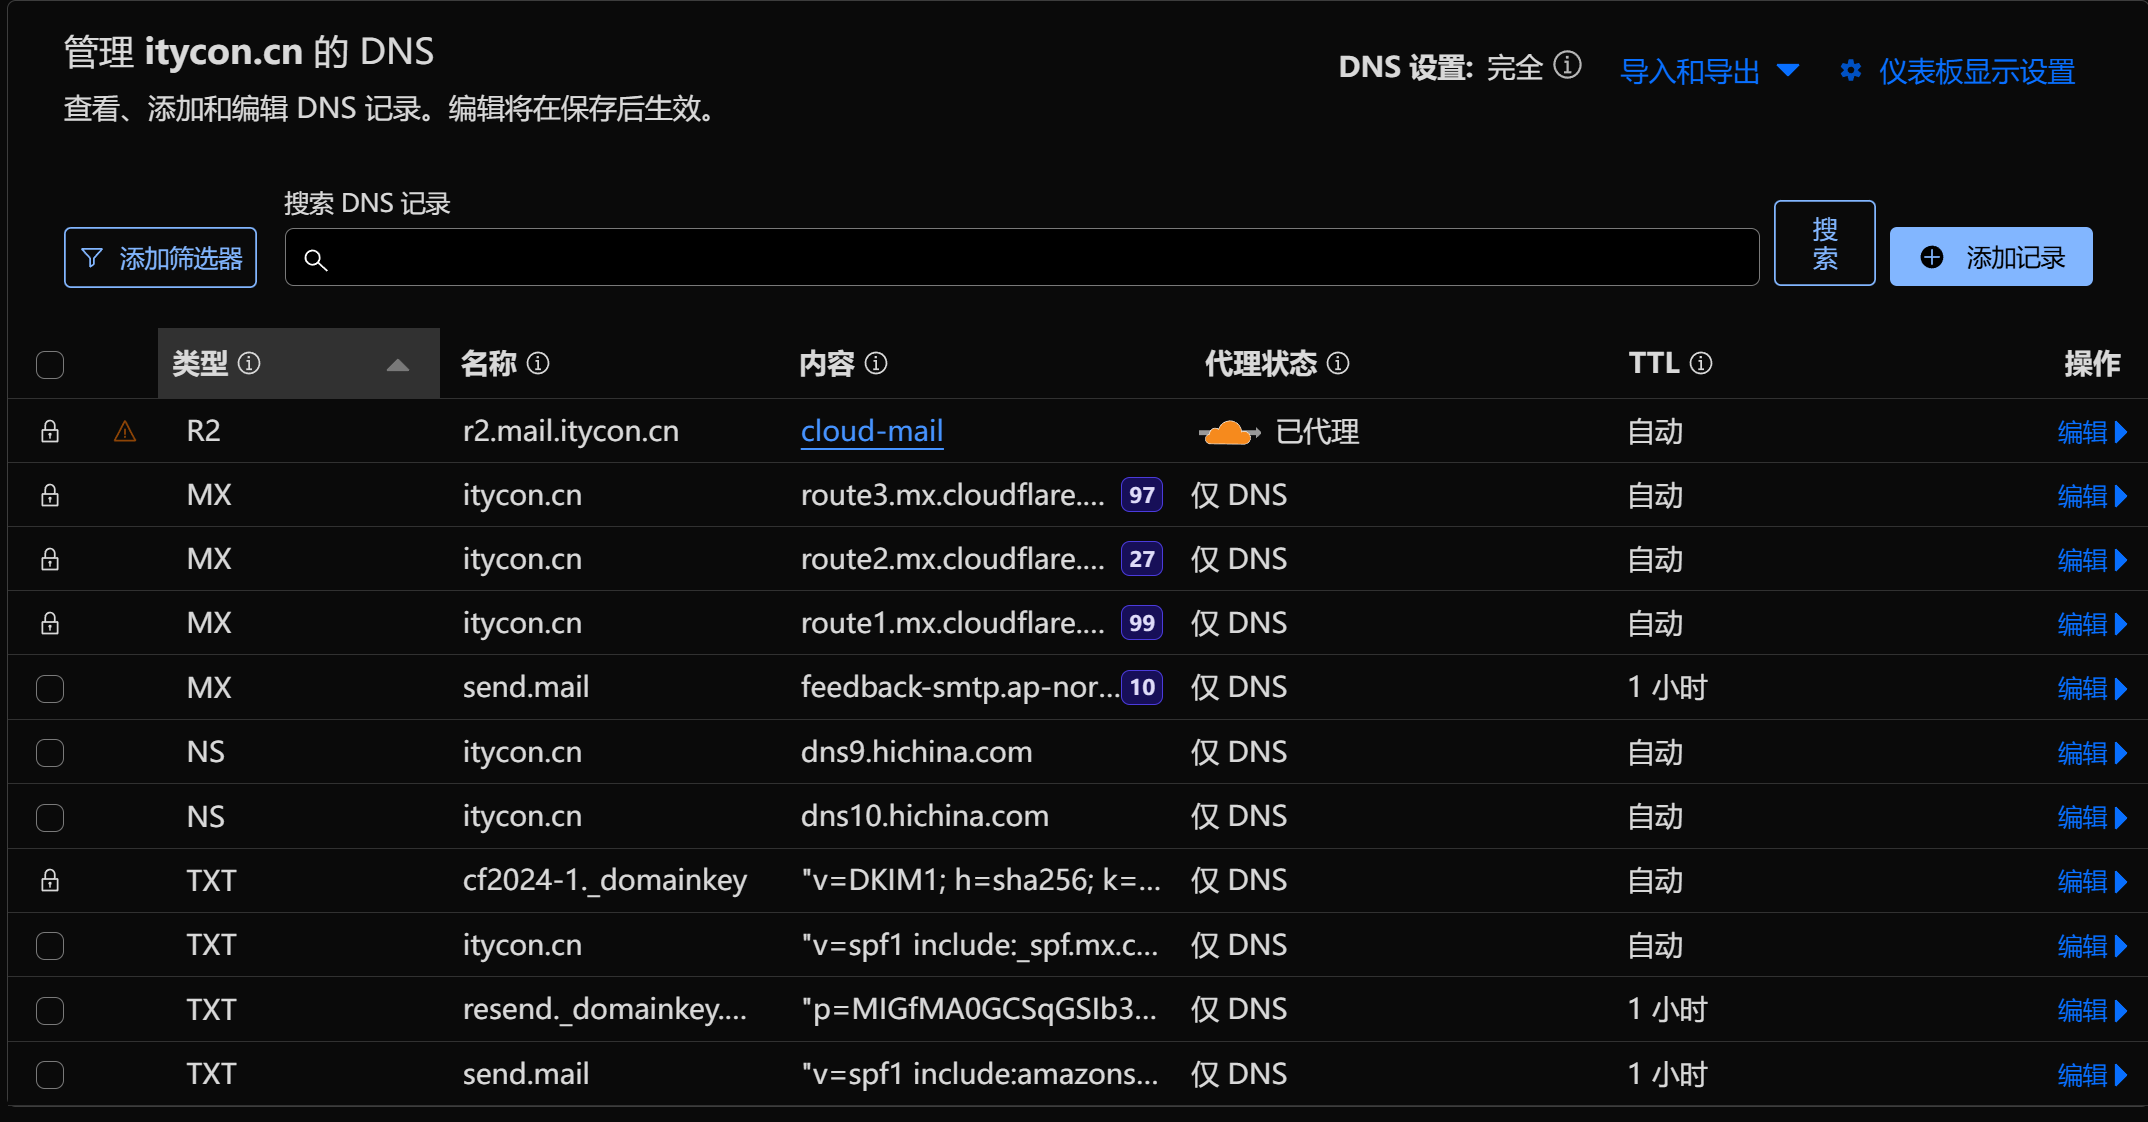 管理 itycon.cn 的 DNS
查看、添加和编辑 DNS 记录。编辑将在保存后生效。
DNS 设置: 完全
导入和导出
仪表板显示设置
搜索 DNS 记录
添加筛选器
搜索
添加记录
类型 名称 内容 代理状态 TTL 操作
R2 r2.mail.itycon.cn cloud-mail 已代理 自动 编辑
MX itycon.cn route3.mx.cloudflare.... 97 仅 DNS 自动 编辑
MX itycon.cn route2.mx.cloudflare.... 27 仅 DNS 自动 编辑
MX itycon.cn route1.mx.cloudflare.... 99 仅 DNS 自动 编辑
MX send.mail feedback-smtp.ap-nor... 10 仅 DNS 1 小时 编辑
NS itycon.cn dns9.hichina.com 仅 DNS 自动 编辑
NS itycon.cn dns10.hichina.com 仅 DNS 自动 编辑
TXT cf2024-1._domainkey "v=DKIM1; h=sha256; k=... 仅 DNS 自动 编辑
TXT itycon.cn "v=spf1 include:_spf.mx.c... 仅 DNS 自动 编辑
TXT resend._domainkey.... "p=MIGfMA0GCSqGSIb3... 仅 DNS 1 小时 编辑
TXT send.mail "v=spf1 include:amazons... 仅 DNS 1 小时 编辑